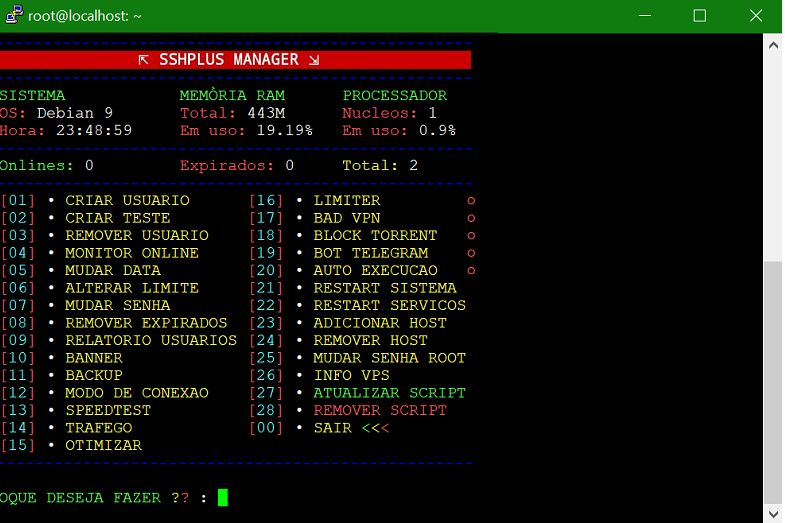 root@localhost: ~
⇱ SSHPLUS MANAGER ⇲
SISTEMA MEMÒRIA RAM PROCESSADOR
OS: Debian 9 Total: 443M Nucleos: 1
Hora: 23:48:59 Em uso: 19.19% Em uso: 0.9%
Onlines: 0 Expirados: 0 Total: 2
[01] • CRIAR USUARIO [16] • LIMITER ○
[02] • CRIAR TESTE [17] • BAD VPN ○
[03] • REMOVER USUARIO [18] • BLOCK TORRENT ○
[04] • MONITOR ONLINE [19] • BOT TELEGRAM ○
[05] • MUDAR DATA [20] • AUTO EXECUCAO ○
[06] • ALTERAR LIMITE [21] • RESTART SISTEMA
[07] • MUDAR SENHA [22] • RESTART SERVICOS
[08] • REMOVER EXPIRADOS [23] • ADICIONAR HOST
[09] • RELATORIO USUARIOS [24] • REMOVER HOST
[10] • BANNER [25] • MUDAR SENHA ROOT
[11] • BACKUP [26] • INFO VPS
[12] • MODO DE CONEXAO [27] • ATUALIZAR SCRIPT
[13] • SPEEDTEST [28] • REMOVER SCRIPT
[14] • TRAFEGO [00] • SAIR <<<
[15] • OTIMIZAR
OQUE DESEJA FAZER ?? :